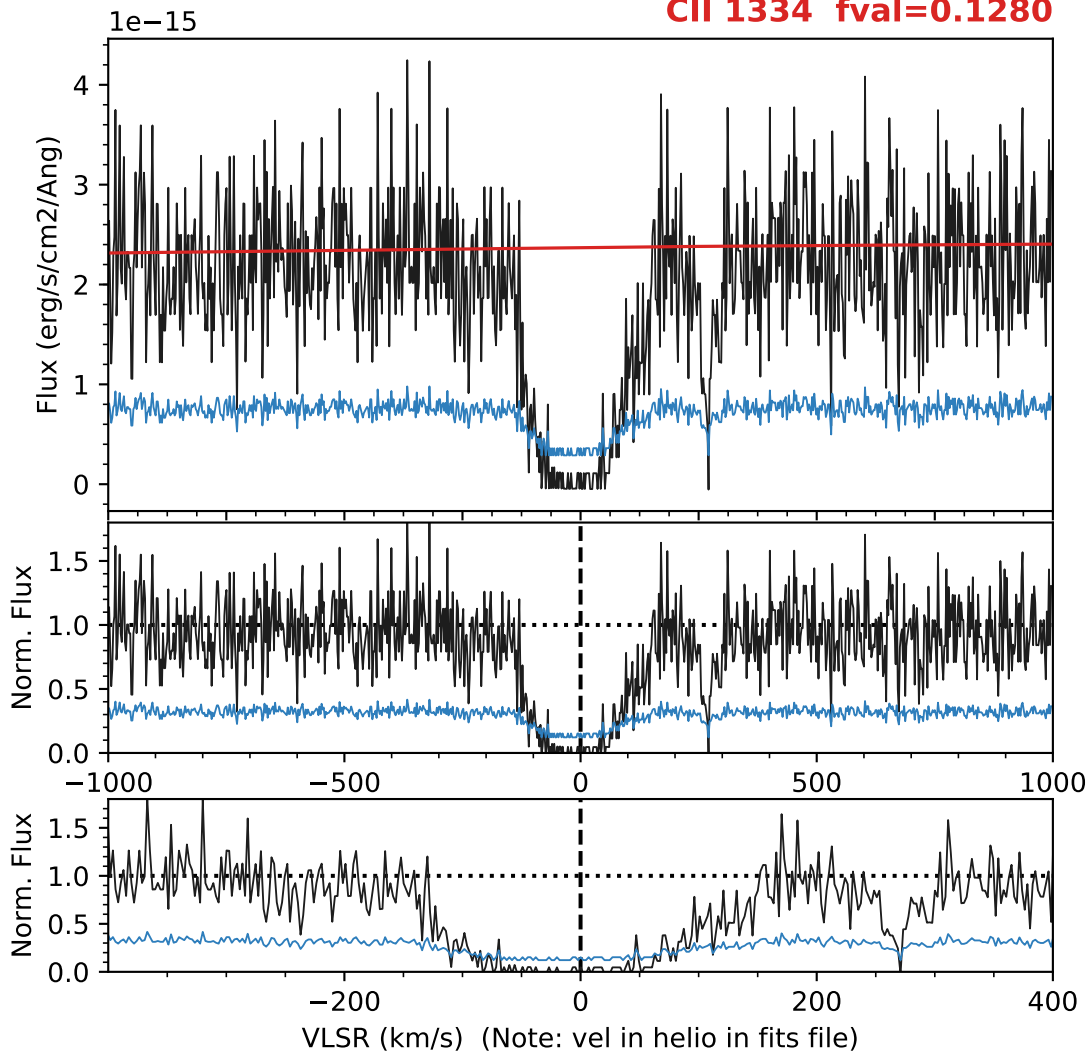 1e−15
CII 1334 fval=0.1280
4
3
2
1
0
Flux (erg/s/cm2/Ang)
1.5
1.0
0.5
0.0
Norm. Flux
−1000 −500 0 500 1000
1.5
1.0
0.5
0.0
Norm. Flux
−200 0 200 400
VLSR (km/s) (Note: vel in helio in fits file)